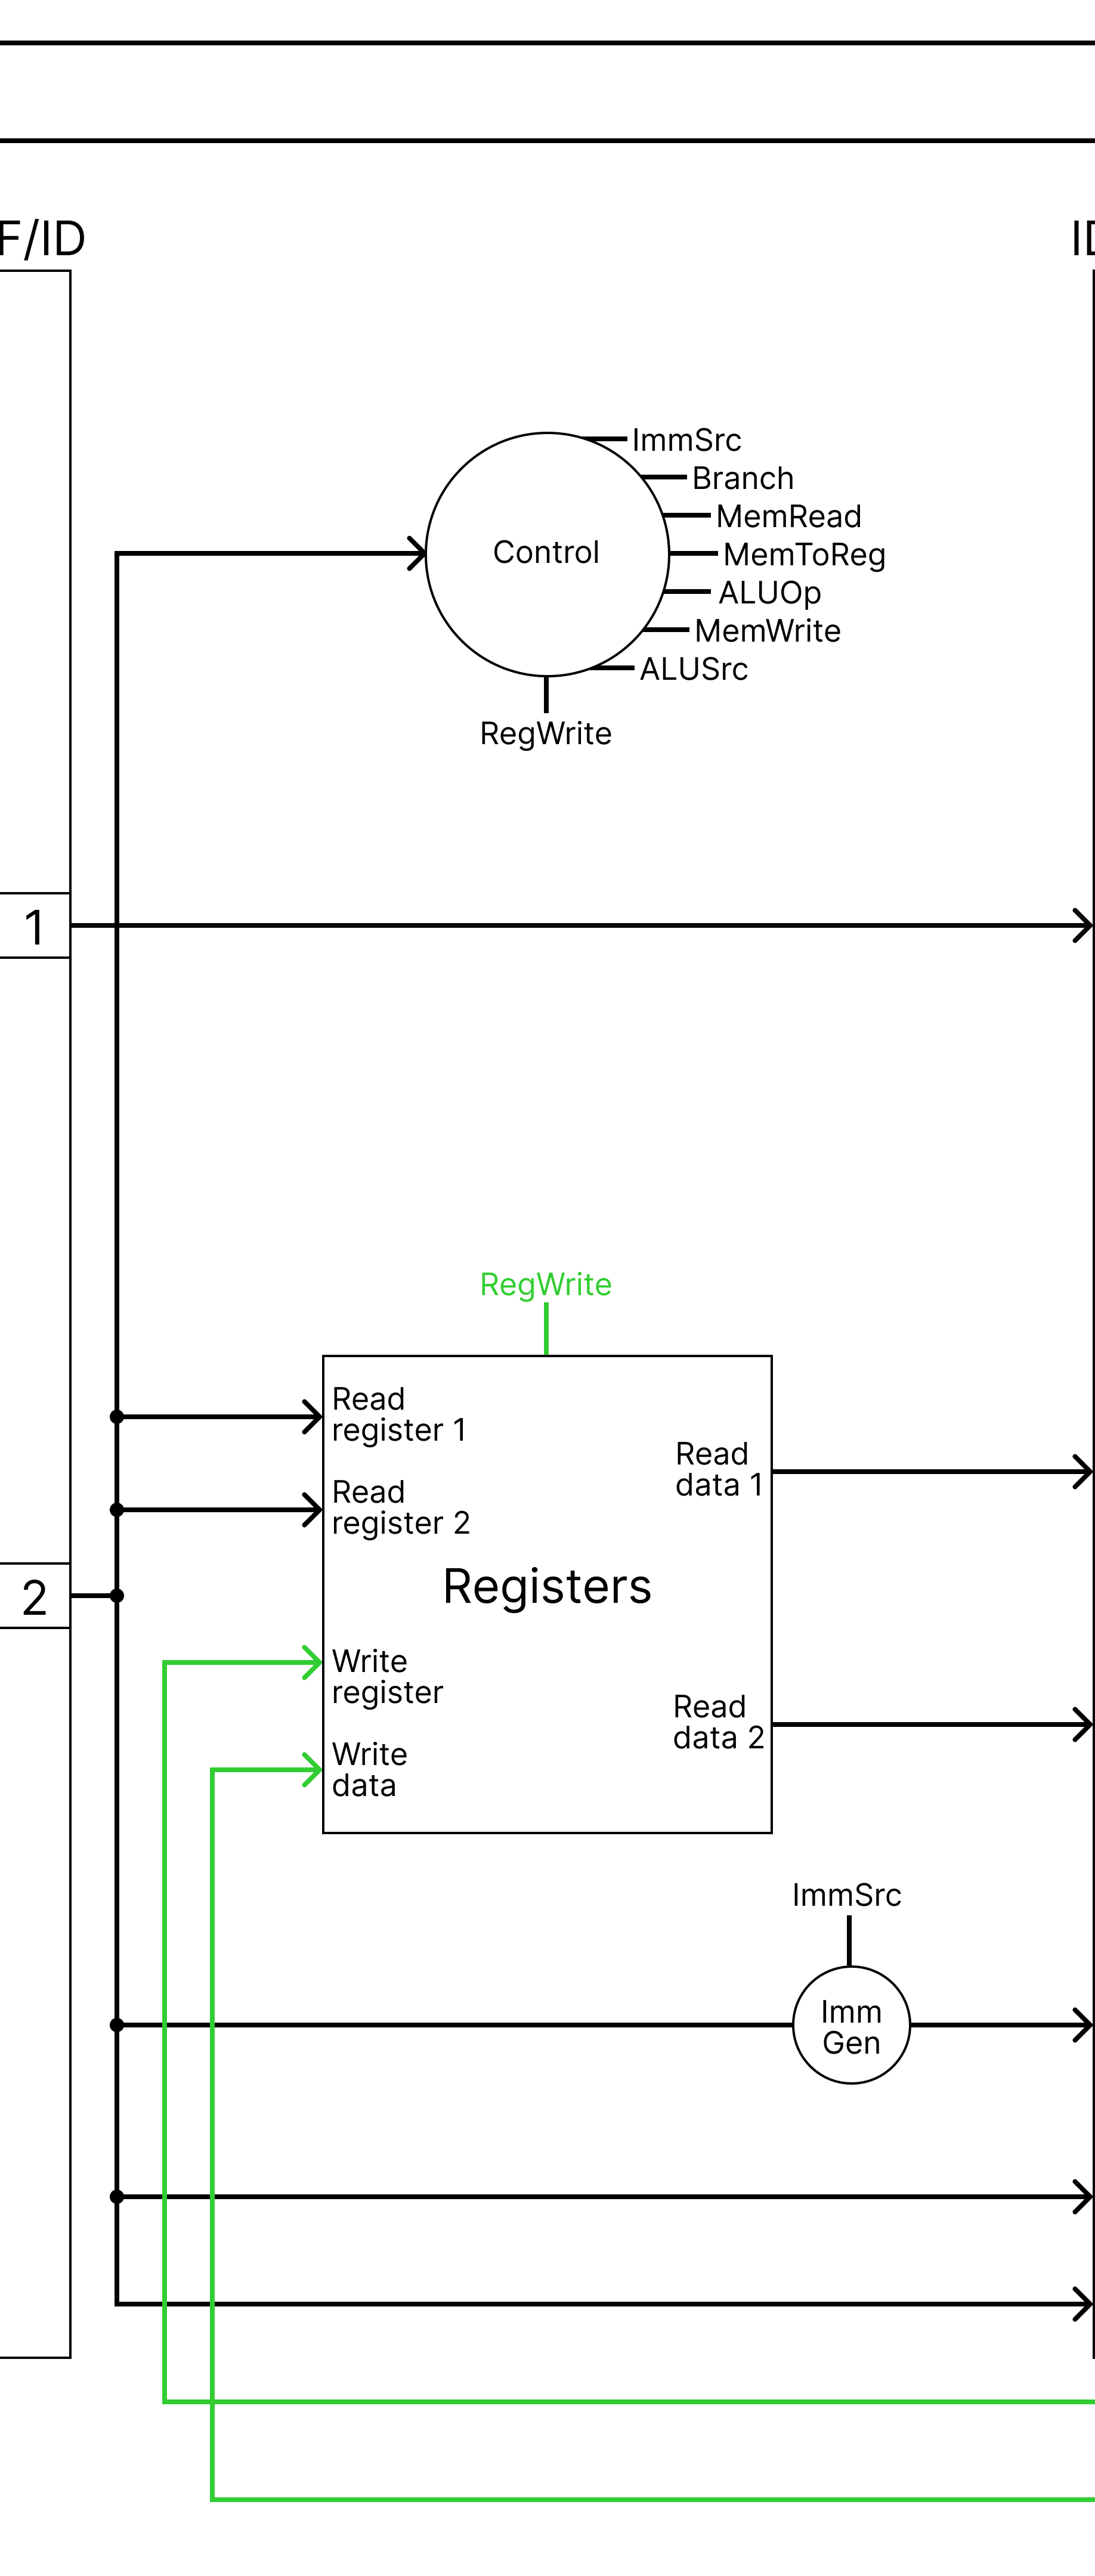 F/ID
ID
ImmSrc
Branch
MemRead
Control
MemToReg
ALUOp
MemWrite
ALUSrc
RegWrite
1
RegWrite
Read
register 1
Read
data 1
Read
register 2
Registers
2
Write
register
Read
data 2
Write
data
ImmSrc
Imm
Gen